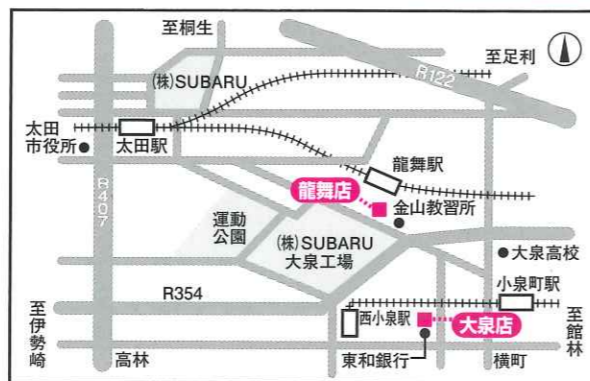 至桐生
至足利
(株)SUBARU
R122
太田
市役所
太田駅
龍舞駅
R407
龍舞店
金山教習所
運動
公園
(株)SUBARU
大泉工場
大泉高校
R354
小泉町駅
至伊勢崎
西小泉駅
大泉店
至館林
高林
東和銀行
横町